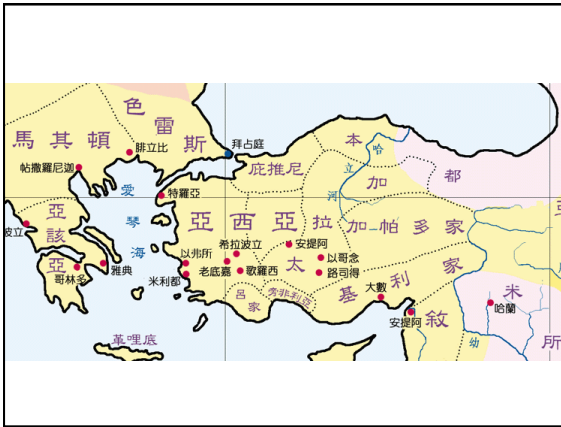 色雷斯
馬其頓
腓立比
拜占庭
帖撒羅尼迦
愛琴海
特羅亞
庇推尼
本都
哈
立
河
加拉太
亞西亞
加帕多家
亞該亞
波立
哥林多
雅典
以弗所
米利都
希拉波立
老底嘉
歌羅西
安提阿
以哥念
路司得
呂家
旁非利亞
基利家
大數
安提阿
敘
幼
米
所
哈蘭
革哩底